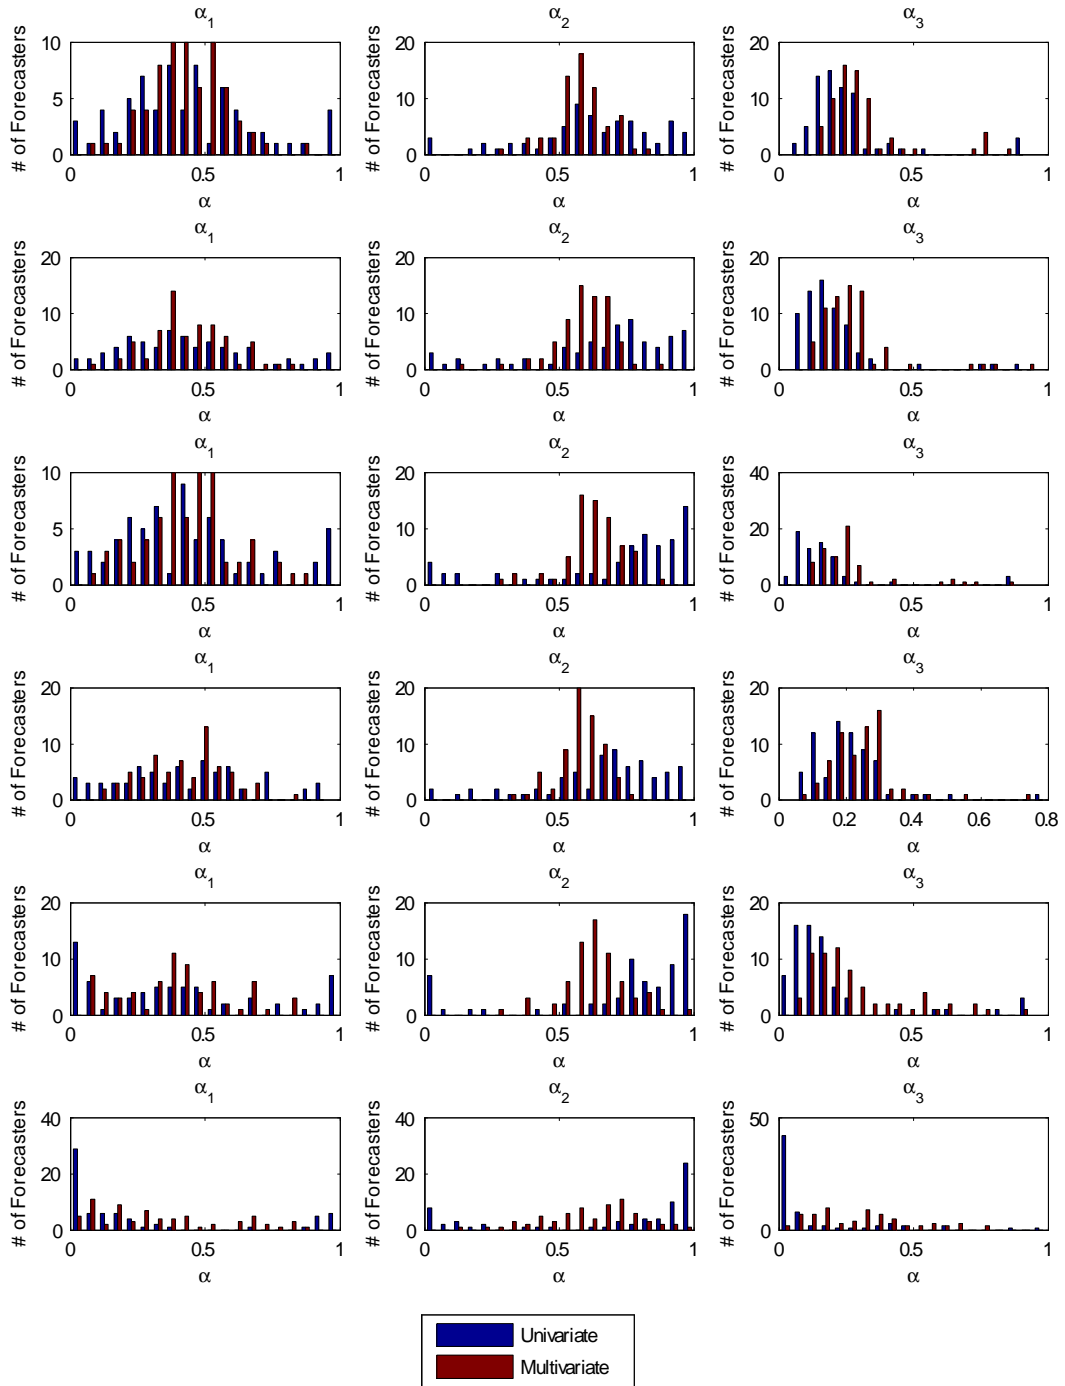 α1 α2 α3
# of Forecasters # of Forecasters # of Forecasters
10 20 20
5 10 10
0 0 0
0 0.5 1 0 0.5 1 0 0.5 1
α α α
α1 α2 α3
# of Forecasters # of Forecasters # of Forecasters
20 20 20
10 10 10
0 0 0
0 0.5 1 0 0.5 1 0 0.5 1
α α α
α1 α2 α3
# of Forecasters # of Forecasters # of Forecasters
10 20 40
5 10 20
0 0 0
0 0.5 1 0 0.5 1 0 0.5 1
α α α
α1 α2 α3
# of Forecasters # of Forecasters # of Forecasters
20 20 20
10 10 10
0 0 0
0 0.5 1 0 0.5 1 0 0.2 0.4 0.6 0.8
α α α
α1 α2 α3
# of Forecasters # of Forecasters # of Forecasters
20 20 20
10 10 10
0 0 0
0 0.5 1 0 0.5 1 0 0.5 1
α α α
α1 α2 α3
# of Forecasters # of Forecasters # of Forecasters
40 40 50
20 20
0 0 0
0 0.5 1 0 0.5 1 0 0.5 1
α α α
Univariate
Multivariate